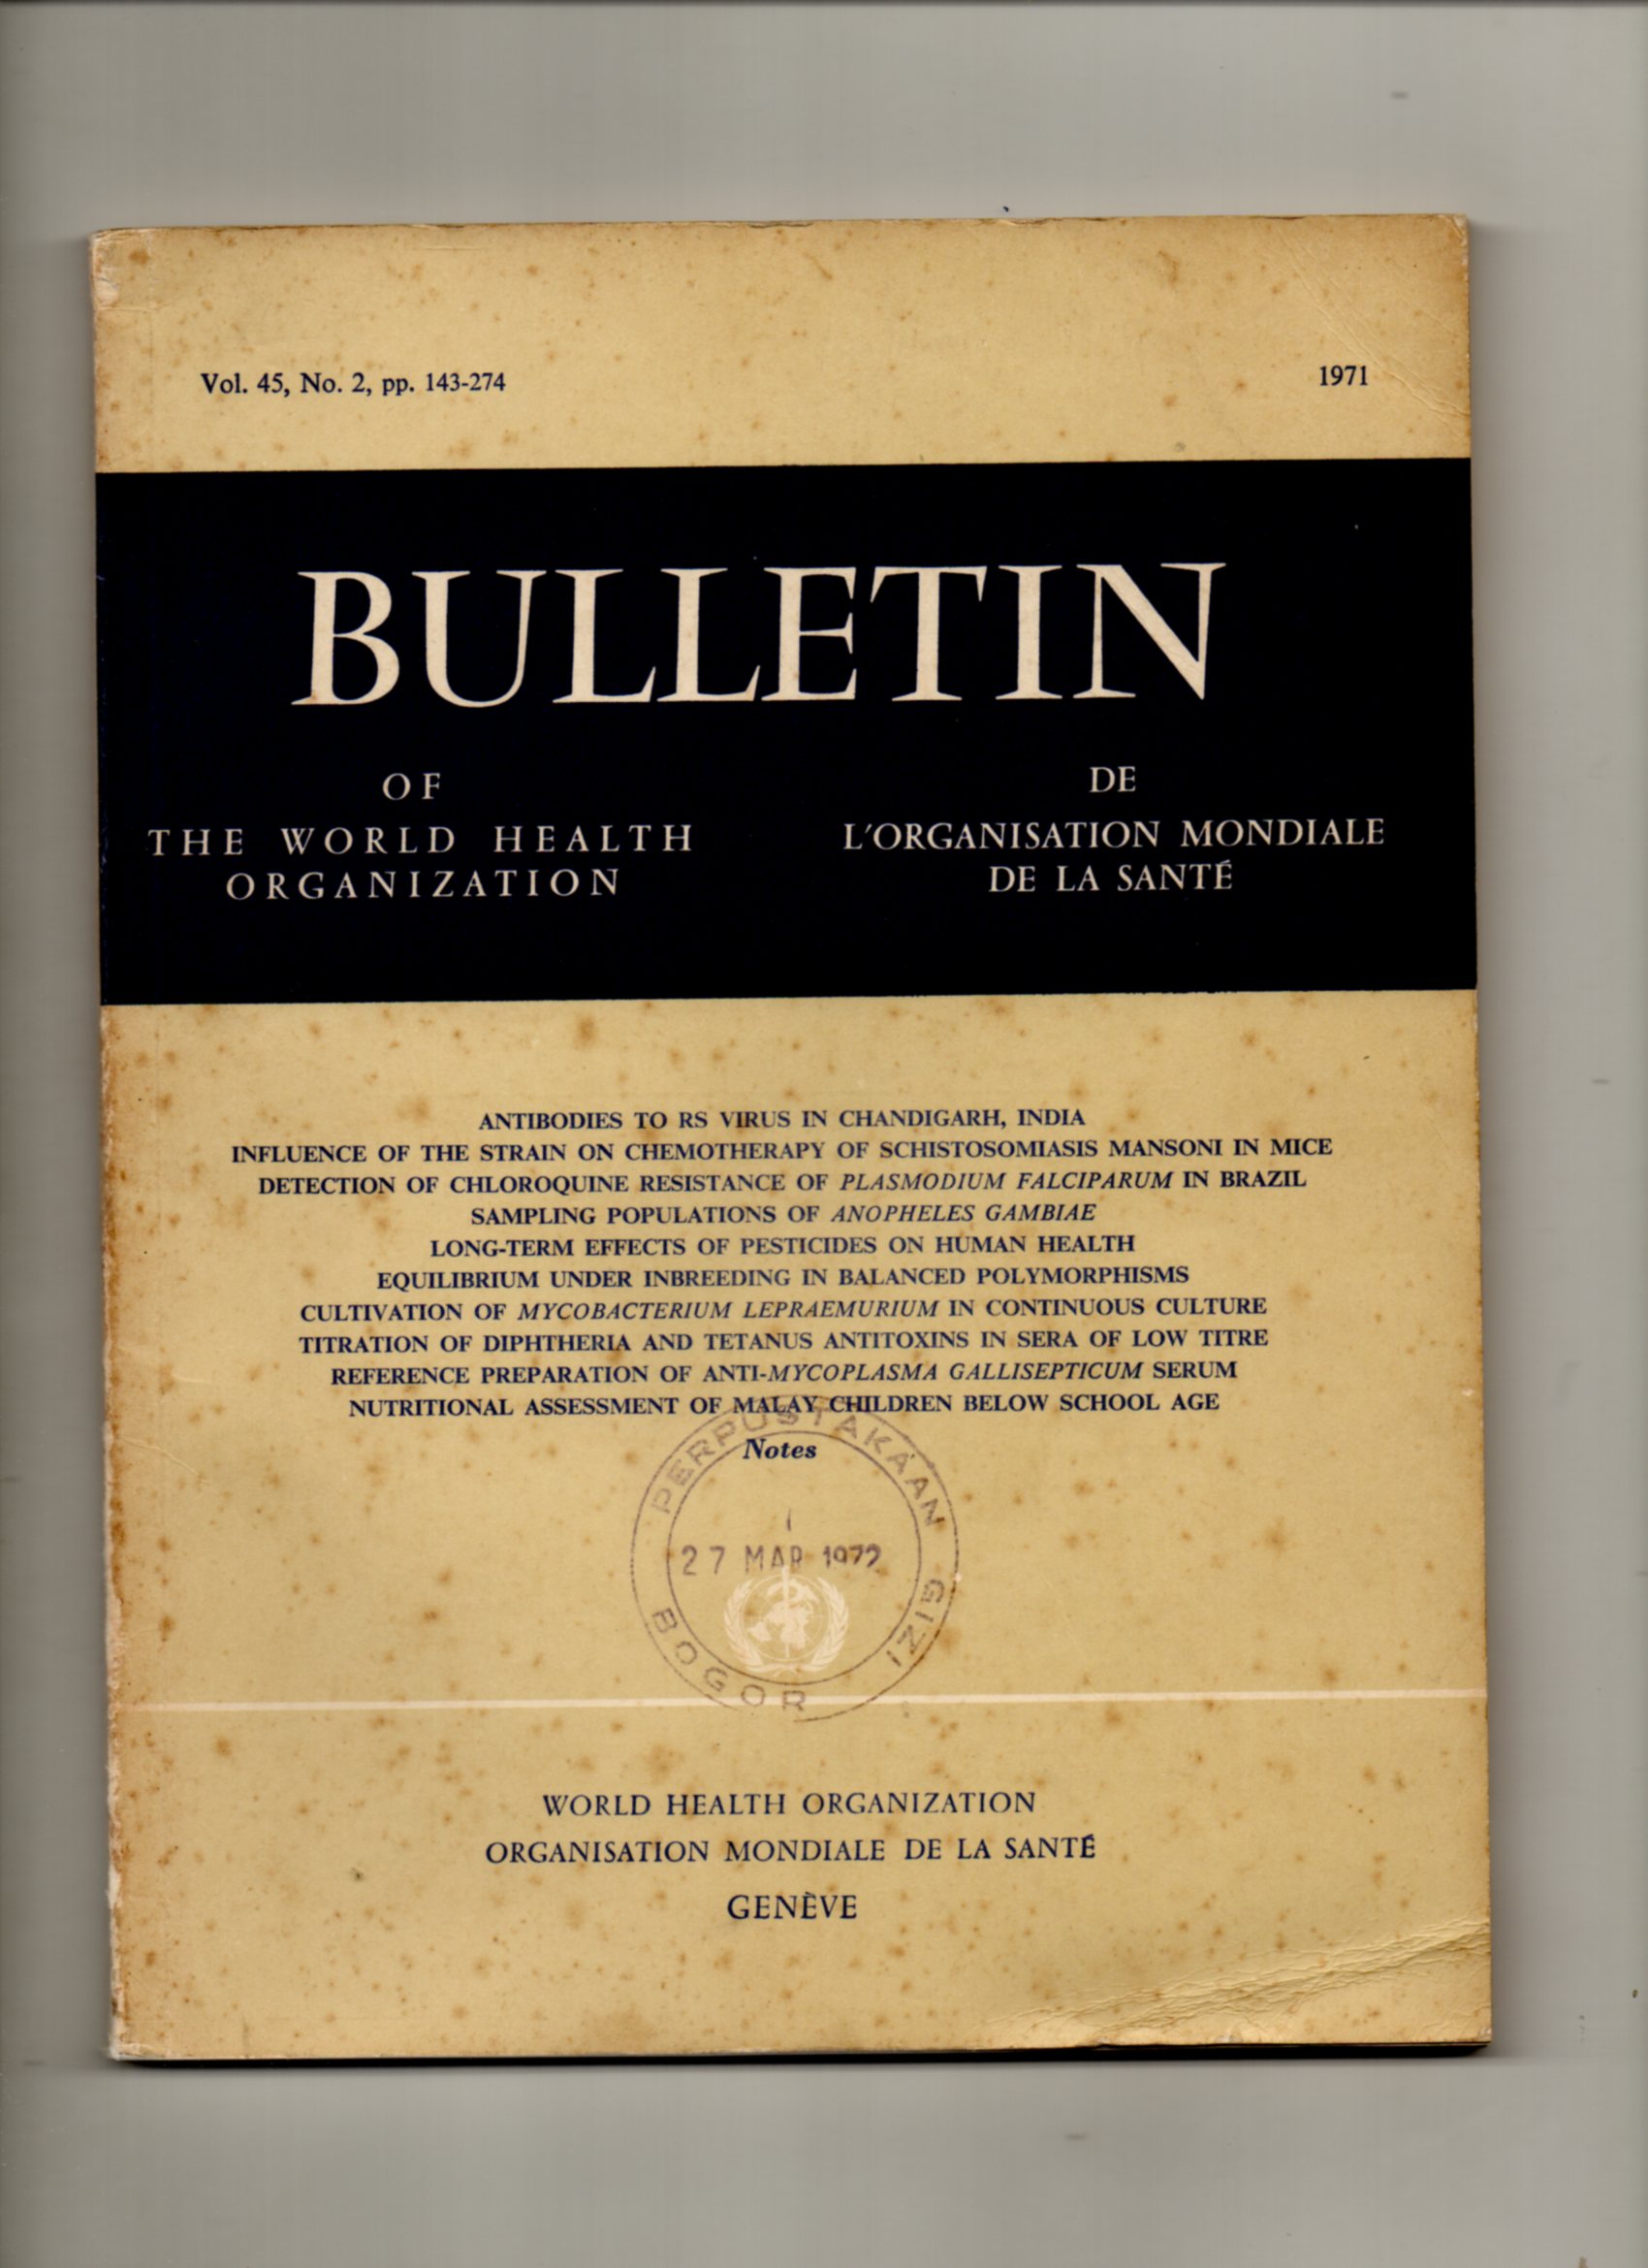 Vol. 45, No. 2, pp. 143-274
1971
BULLETIN
OF
THE WORLD HEALTH
ORGANIZATION
DE
L'ORGANISATION MONDIALE
DE LA SANTÉ
ANTIBODIES TO RS VIRUS IN CHANDIGARH, INDIA
INFLUENCE OF THE STRAIN ON CHEMOTHERAPY OF SCHISTOSOMIASIS MANSONI IN MICE
DETECTION OF CHLOROQUINE RESISTANCE OF PLASMODIUM FALCIPARUM IN BRAZIL
SAMPLING POPULATIONS OF ANOPHELES GAMBIAE
LONG-TERM EFFECTS OF PESTICIDES ON HUMAN HEALTH
EQUILIBRIUM UNDER INBREEDING IN BALANCED POLYMORPHISMS
CULTIVATION OF MYCOBACTERIUM LEPRAEMURIUM IN CONTINUOUS CULTURE
TITRATION OF DIPHTHERIA AND TETANUS ANTITOXINS IN SERA OF LOW TITRE
REFERENCE PREPARATION OF ANTI-MYCOPLASMA GALLISEPTICUM SERUM
NUTRITIONAL ASSESSMENT OF MALAY CHILDREN BELOW SCHOOL AGE
Notes
PERPUSTAKAAN GIZI
27 MAR 1972
BOGOR
WORLD HEALTH ORGANIZATION
ORGANISATION MONDIALE DE LA SANTÉ
GENÈVE